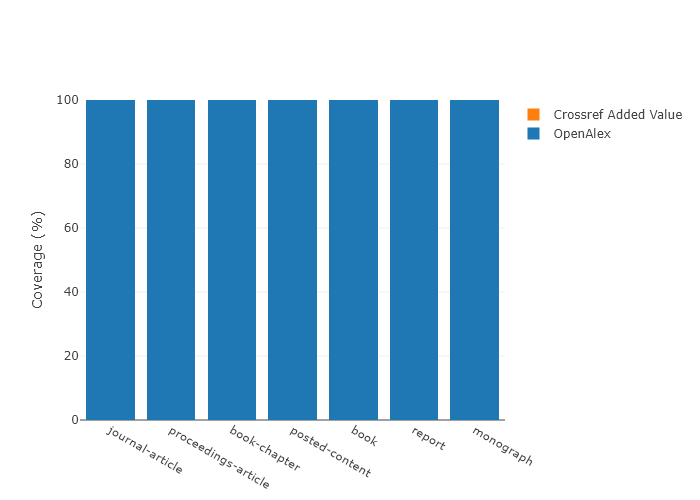 100
80
60
40
20
0
Coverage (%)
journal-article
proceedings-article
book-chapter
posted-content
book
report
monograph
Crossref Added Value
OpenAlex